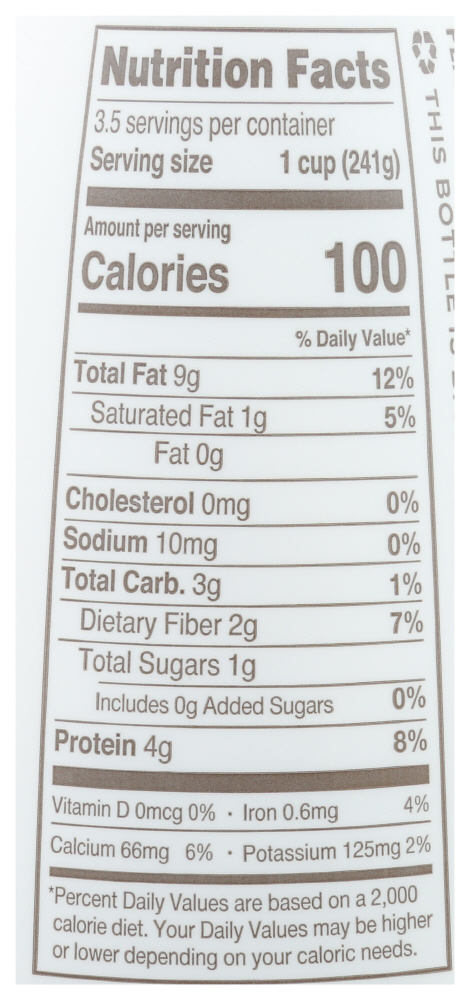 Nutrition Facts
3.5 servings per container
Serving size 1 cup (241g)
Amount per serving
Calories 100
% Daily Value*
Total Fat 9g 12%
Saturated Fat 1g 5%
Fat 0g
Cholesterol 0mg 0%
Sodium 10mg 0%
Total Carb. 3g 1%
Dietary Fiber 2g 7%
Total Sugars 1g
Includes 0g Added Sugars 0%
Protein 4g 8%
Vitamin D 0mcg 0% · Iron 0.6mg 4%
Calcium 66mg 6% · Potassium 125mg 2%
*Percent Daily Values are based on a 2,000
calorie diet. Your Daily Values may be higher
or lower depending on your caloric needs.
THIS BOTTLE